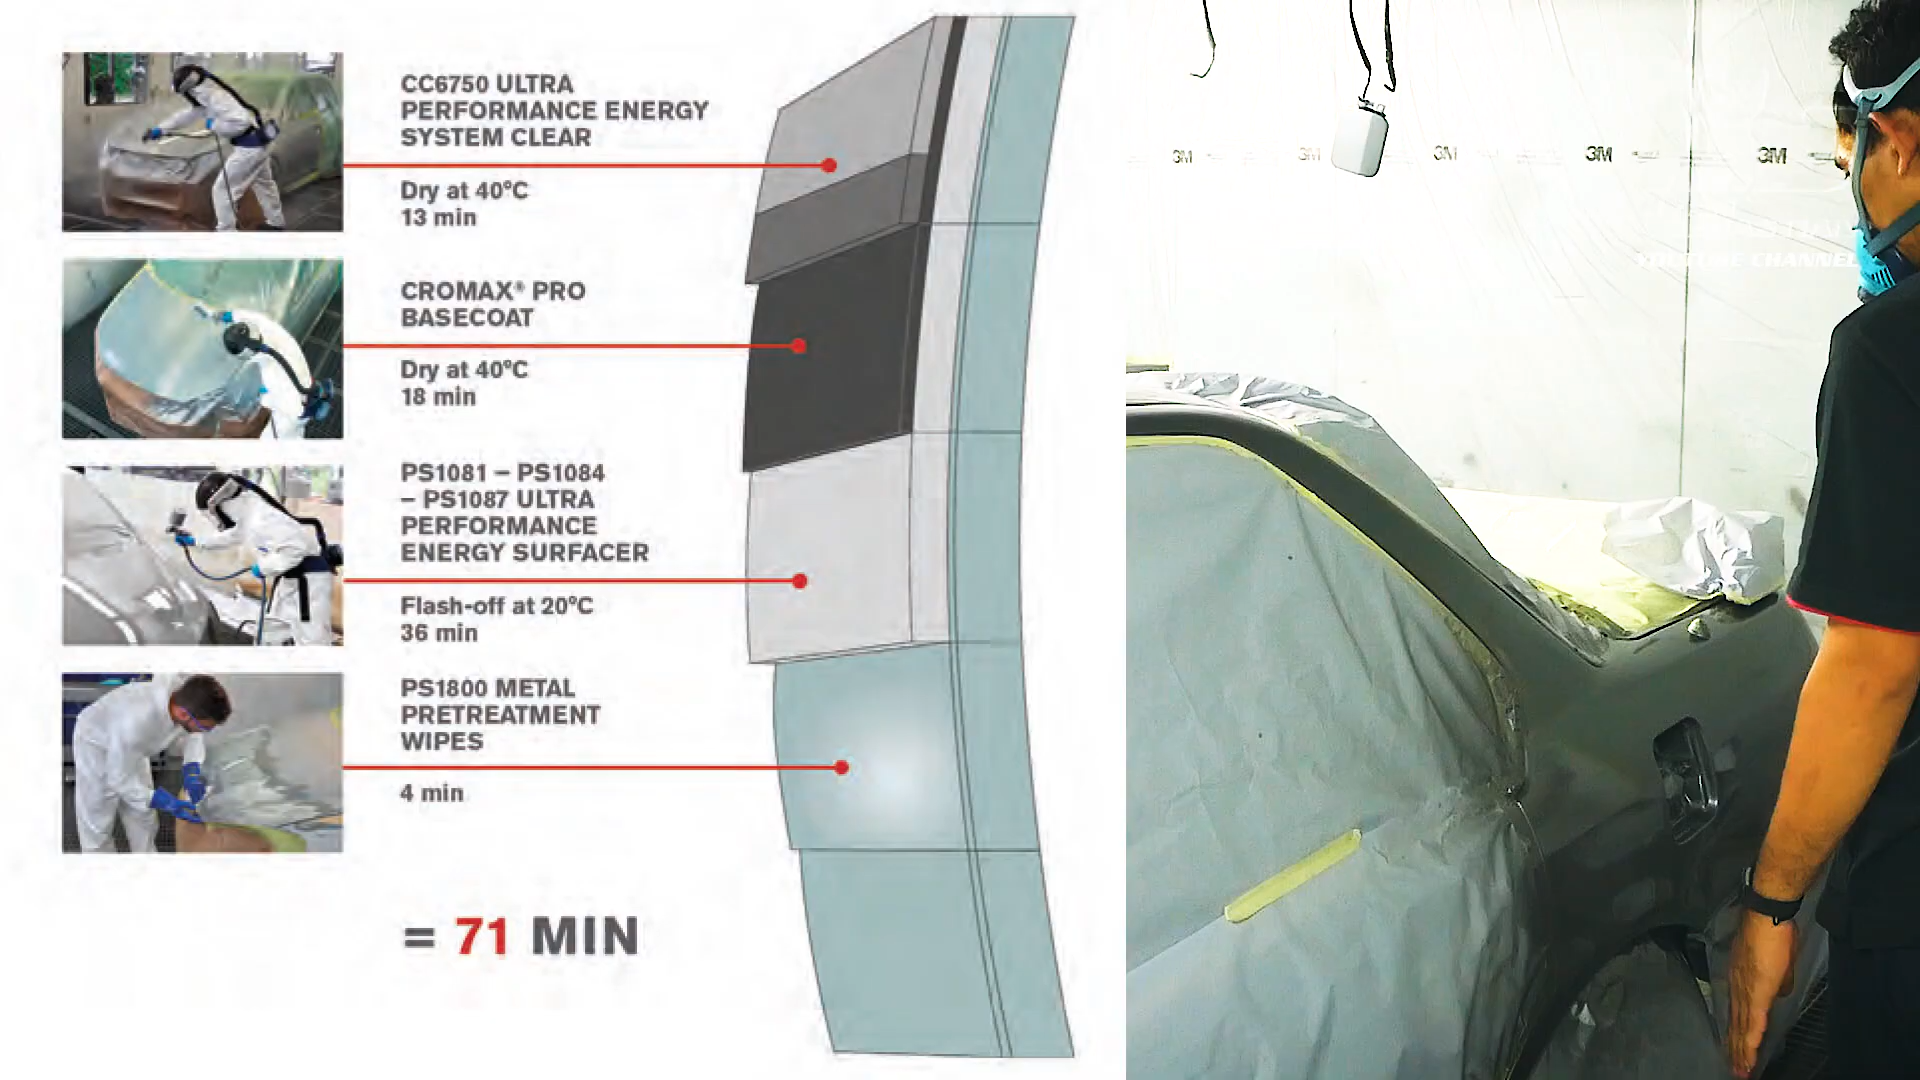 CC6750 ULTRA
PERFORMANCE ENERGY
SYSTEM CLEAR
Dry at 40°C
13 min
CROMAX® PRO
BASECOAT
Dry at 40°C
18 min
PS1081 – PS1084
– PS1087 ULTRA
PERFORMANCE
ENERGY SURFACER
Flash-off at 20°C
36 min
PS1800 METAL
PRETREATMENT
WIPES
4 min
= 71 MIN
3M 3M 3M 3M 3M
CHANNEL